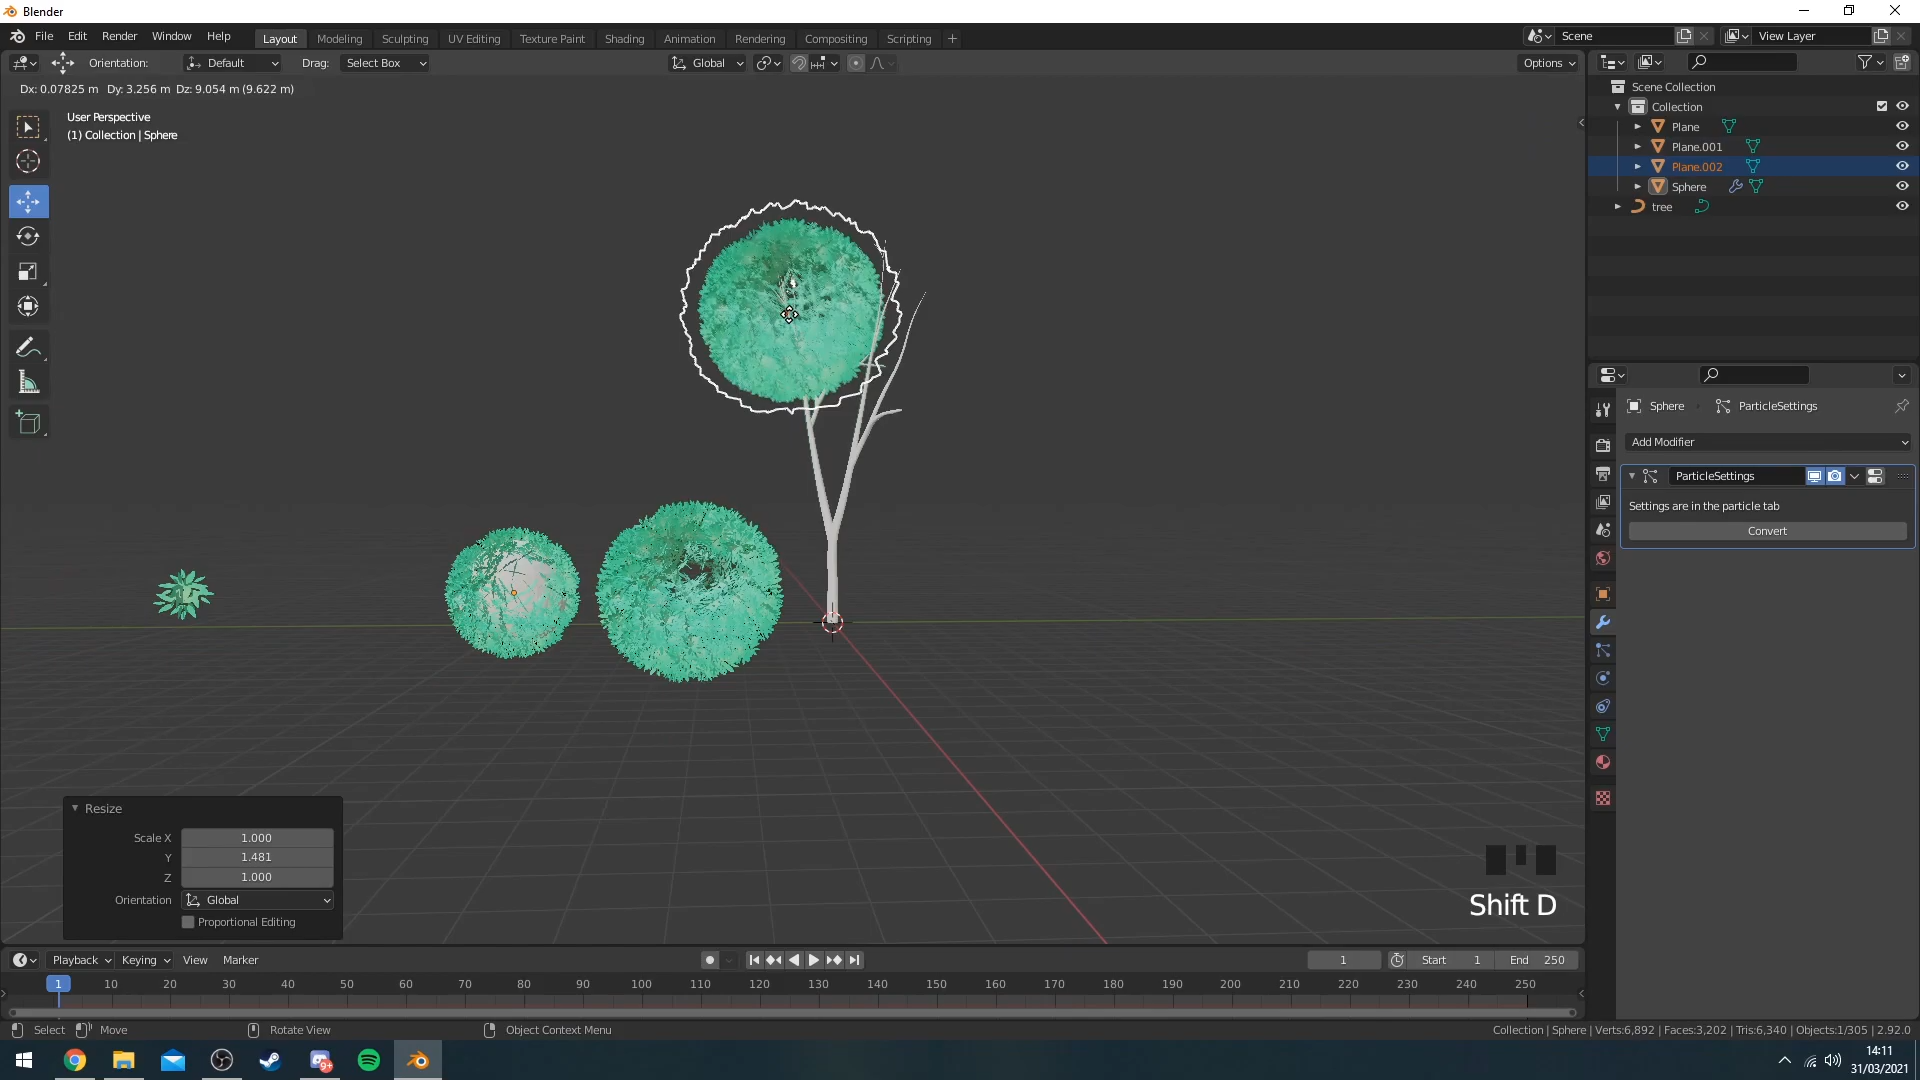 Blender
File Edit Render Window Help Layout Modeling Sculpting UV Editing Texture Paint Shading Animation Rendering Compositing Scripting + Scene View Layer
Orientation: Default Drag: Select Box Global Options
Dx: 0.07825 m Dy: 3.256 m Dz: 9.054 m (9.622 m)
User Perspective
(1) Collection | Sphere
Scene Collection
Collection
Plane
Plane.001
Plane.002
Sphere
tree
Sphere ParticleSettings
Add Modifier
ParticleSettings
Settings are in the particle tab
Convert
Resize
Scale X 1.000
Y 1.481
Z 1.000
Orientation Global
Proportional Editing
Shift D
Playback Keying View Marker 1 Start 1 End 250
1 10 20 30 40 50 60 70 80 90 100 110 120 130 140 150 160 170 180 190 200 210 220 230 240 250
Select Move Rotate View Object Context Menu Collection | Sphere | Verts:6,892 | Faces:3,202 | Tris:6,340 | Objects:1/305 | 2.92.0
9+
14:11
31/03/2021